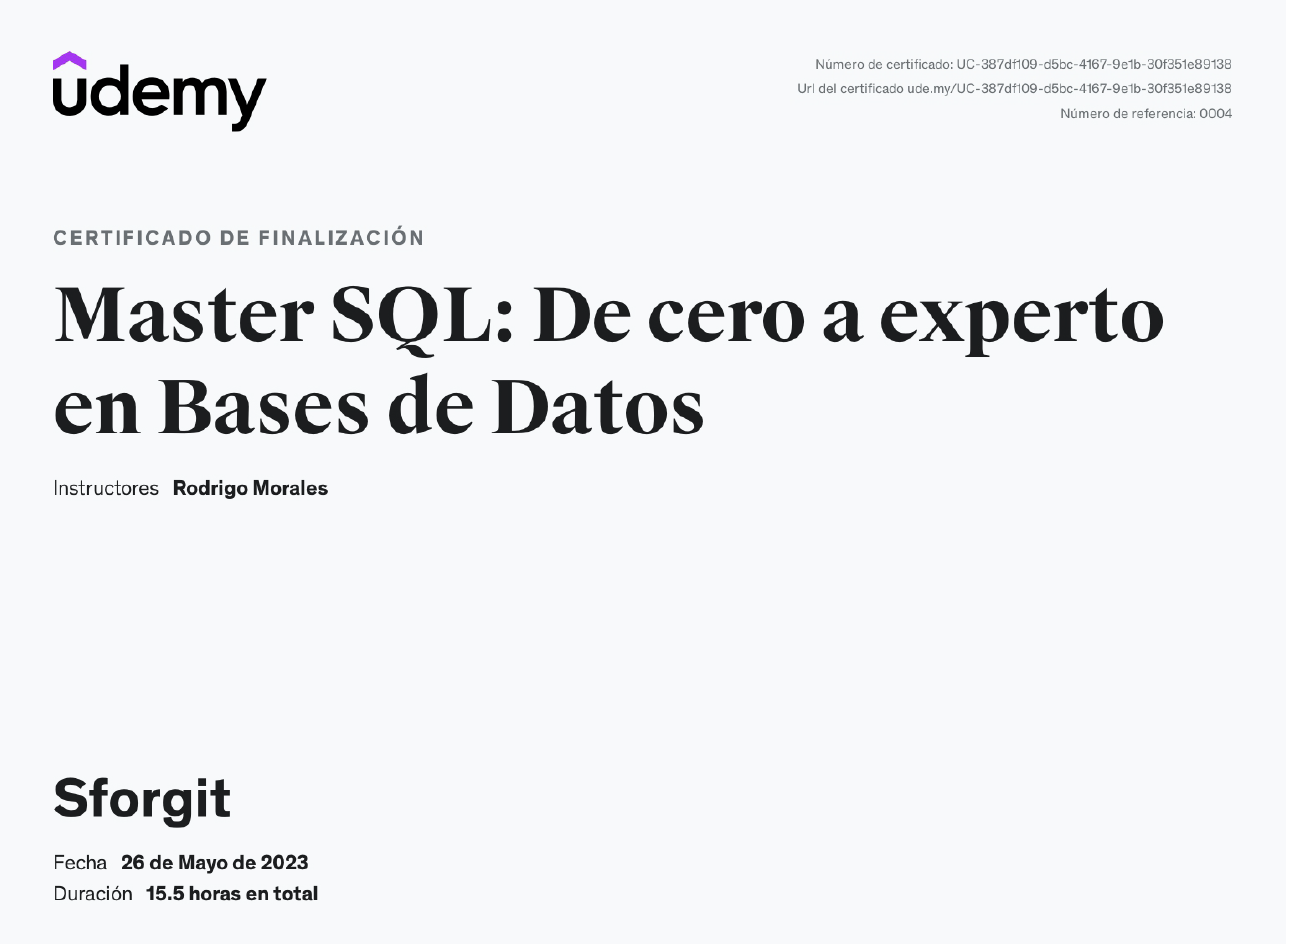 udemy
Número de certificado: UC-387df109-d5bc-4167-9e1b-30f351e89138
Url del certificado ude.my/UC-387df109-d5bc-4167-9e1b-30f351e89138
Número de referencia: 0004
CERTIFICADO DE FINALIZACIÓN
Master SQL: De cero a experto
en Bases de Datos
Instructores Rodrigo Morales
Sforgit
Fecha 26 de Mayo de 2023
Duración 15.5 horas en total